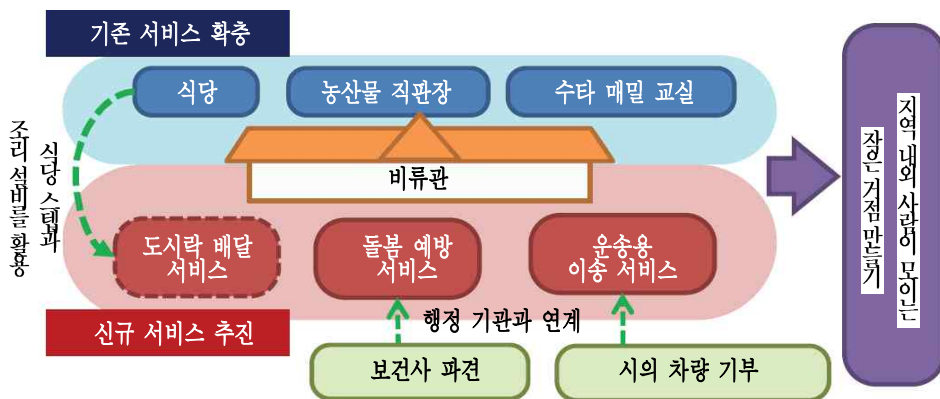 기존 서비스 확충
식당
농산물 직판장
수타 매밀 교실
비류관
식당 스텝과
조리 설비를 활용
도시락 배달
서비스
돌봄 예방
서비스
운송용
이송 서비스
신규 서비스 추진
행정 기관과 연계
보건사 파견
시의 차량 기부
지역 내외 사람이 모이는
작은 거점 만들기